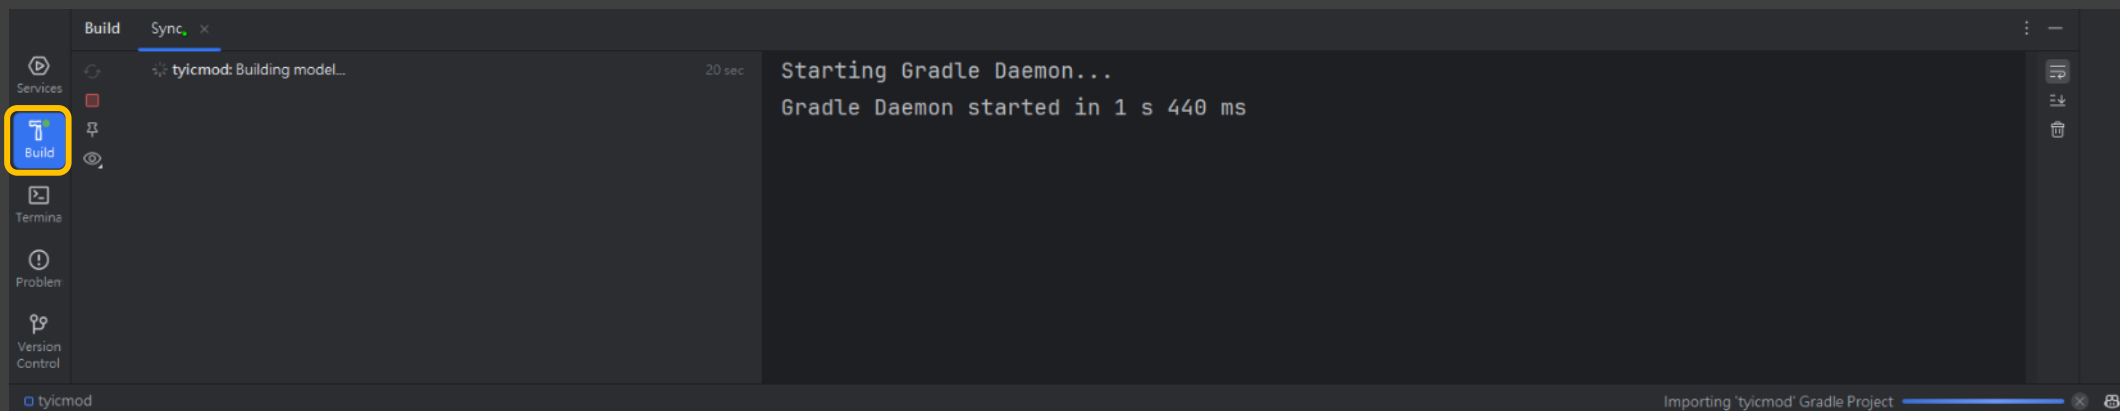 Build
Sync
tyicmod: Building model...
20 sec
Starting Gradle Daemon...
Gradle Daemon started in 1 s 440 ms
Services
Build
Termina
Problem
Version
Control
tyicmod
Importing 'tyicmod' Gradle Project